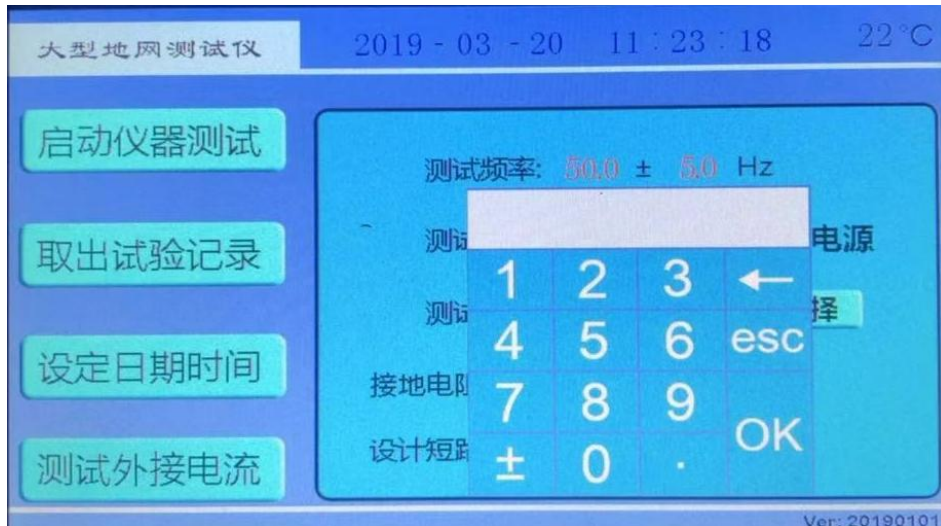 大型地网测试仪
2019 - 03 - 20 11 : 23 : 18 22°C
启动仪器测试
取出试验记录
设定日期时间
测试外接电流
测试频率: 50.0 ± 5.0 Hz
测试 电源
测试 择
接地电阻
设计短路
1 2 3 ←
4 5 6 esc
7 8 9
± 0 . OK
Ver: 20190101